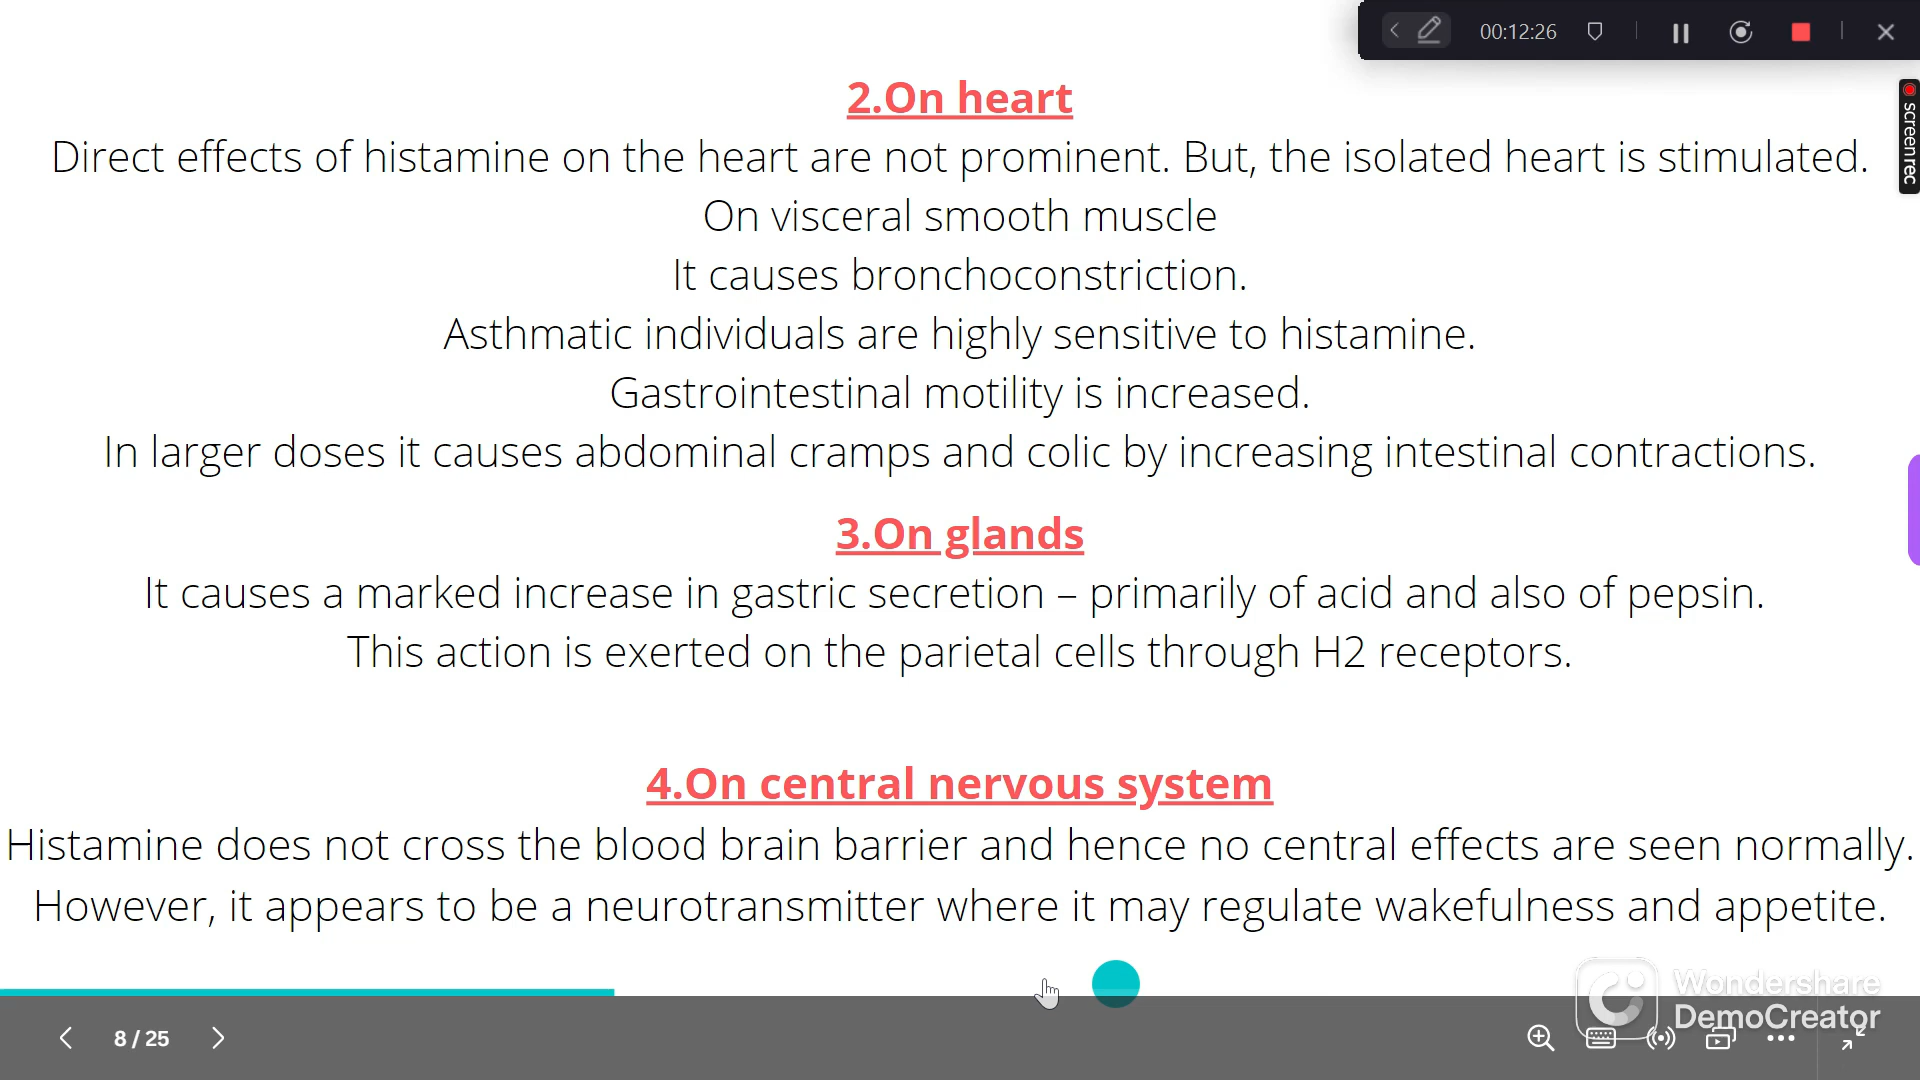 00:12:26
screenrec
2.On heart
Direct effects of histamine on the heart are not prominent. But, the isolated heart is stimulated.
On visceral smooth muscle
It causes bronchoconstriction.
Asthmatic individuals are highly sensitive to histamine.
Gastrointestinal motility is increased.
In larger doses it causes abdominal cramps and colic by increasing intestinal contractions.
3.On glands
It causes a marked increase in gastric secretion – primarily of acid and also of pepsin.
This action is exerted on the parietal cells through H2 receptors.
4.On central nervous system
Histamine does not cross the blood brain barrier and hence no central effects are seen normally.
However, it appears to be a neurotransmitter where it may regulate wakefulness and appetite.
Wondershare
DemoCreator
8 / 25